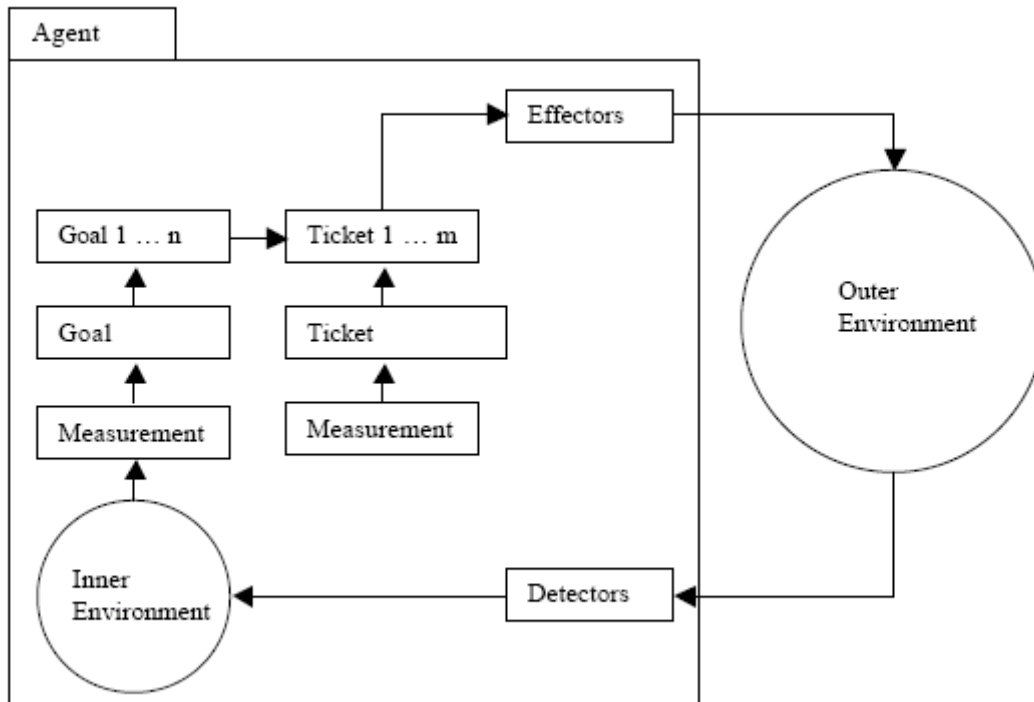 Agent
Effectors
Goal 1 … n
Ticket 1 … m
Outer
Environment
Goal
Ticket
Measurement
Measurement
Inner
Environment
Detectors